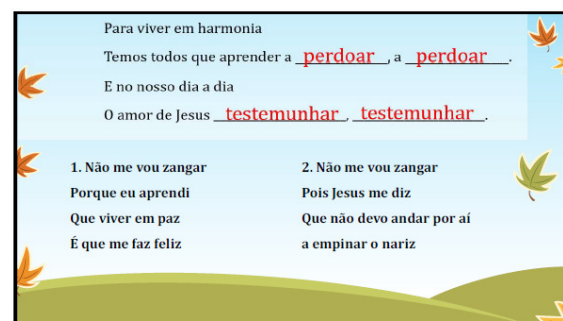 Para viver em harmonia
Temos todos que aprender a perdoar, a perdoar.
E no nosso dia a dia
O amor de Jesus testemunhar, testemunhar.
1. Não me vou zangar
Porque eu aprendi
Que viver em paz
É que me faz feliz
2. Não me vou zangar
Pois Jesus me diz
Que não devo andar por aí
a empinar o nariz